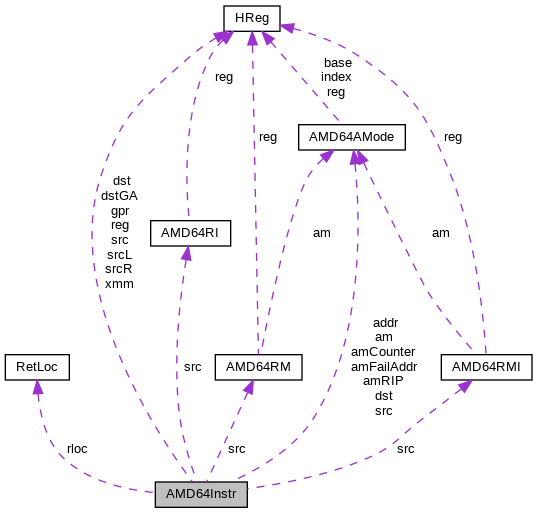 HReg
reg
base
index
reg
AMD64AMode
reg
reg
dst
dstGA
gpr
reg
src
srcL
srcR
xmm
AMD64RI
am
am
addr
am
amCounter
amFailAddr
amRIP
dst
src
RetLoc
src
AMD64RM
AMD64RMI
rloc
src
src
AMD64Instr